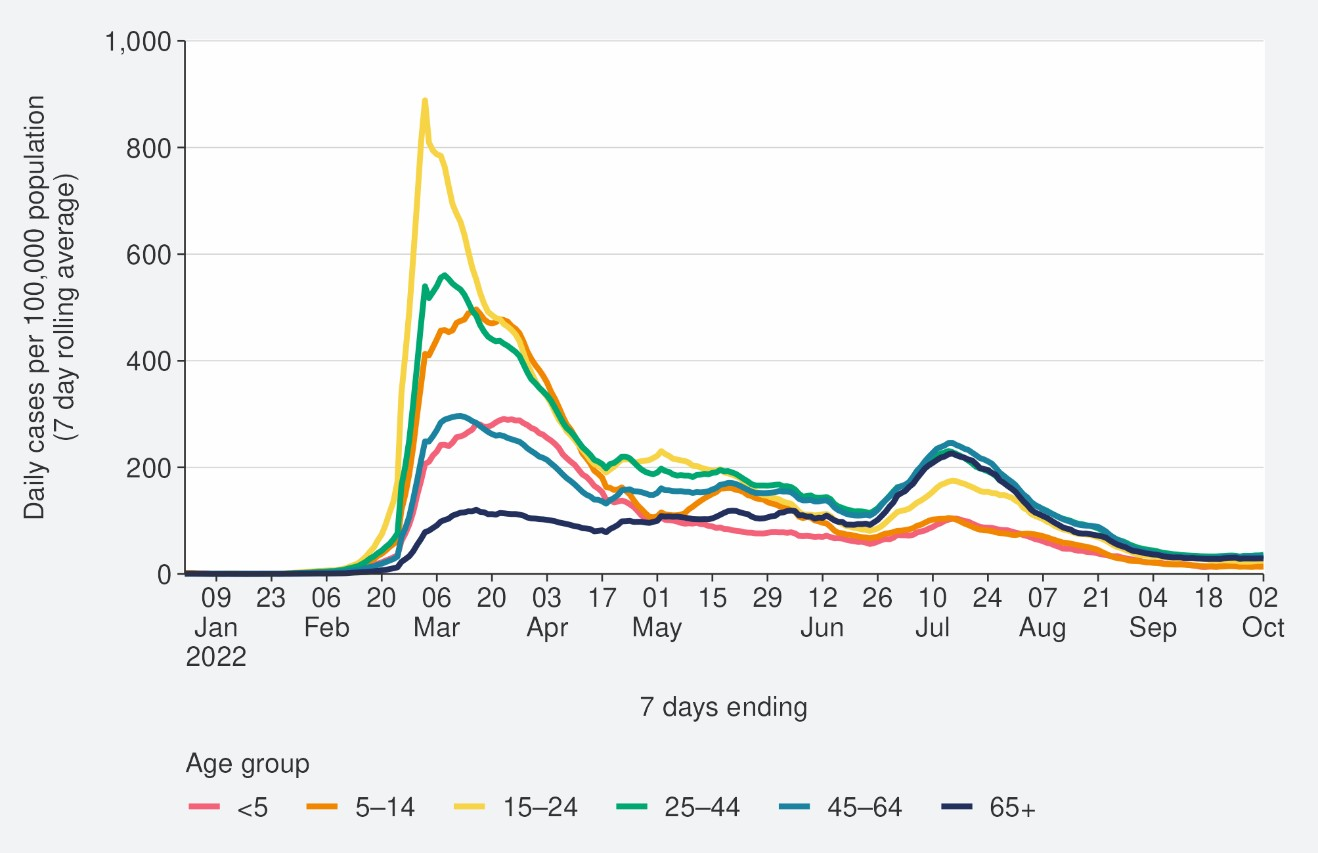 Daily cases per 100,000 population
(7 day rolling average)
1,000
800
600
400
200
0
09 23 06 20 06 20 03 17 01 15 29 12 26 10 24 07 21 04 18 02
Jan Feb Mar Apr May Jun Jul Aug Sep Oct
2022
7 days ending
Age group
<5 5–14 15–24 25–44 45–64 65+